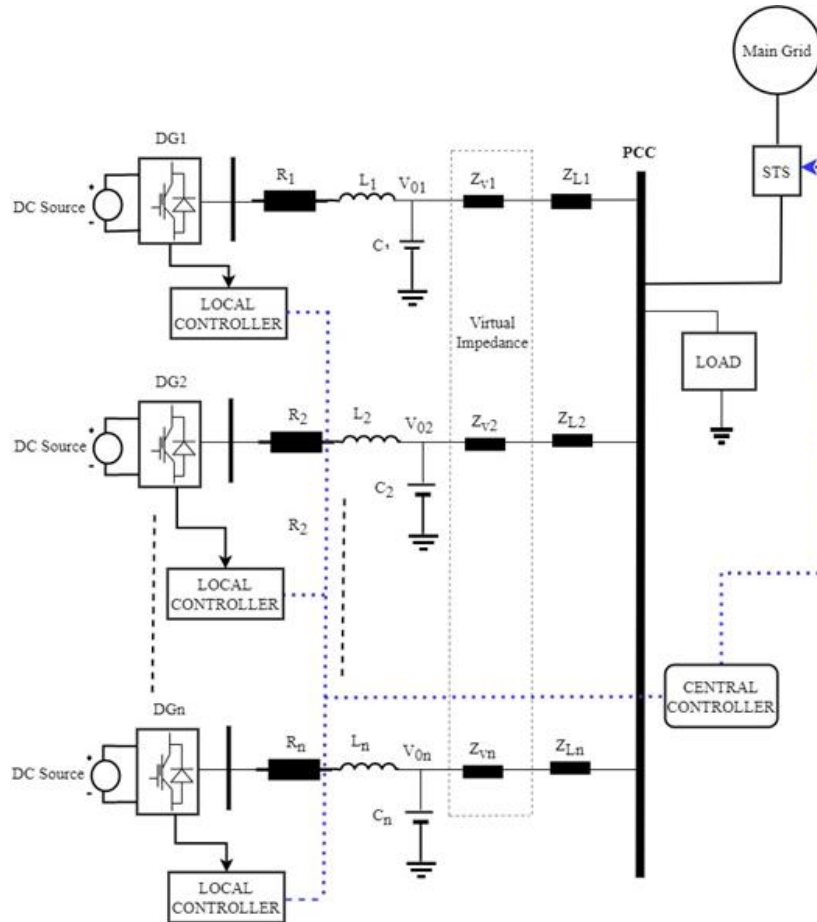 Main Grid
DG1
PCC
R1
L1
V01
Zv1
ZL1
STS
DC Source
+
-
C1
LOCAL
CONTROLLER
Virtual
Impedance
LOAD
DG2
R2
L2
V02
Zv2
ZL2
DC Source
+
-
C2
R2
LOCAL
CONTROLLER
CENTRAL
CONTROLLER
DGn
Rn
Ln
V0n
Zvn
ZLn
DC Source
+
-
Cn
LOCAL
CONTROLLER